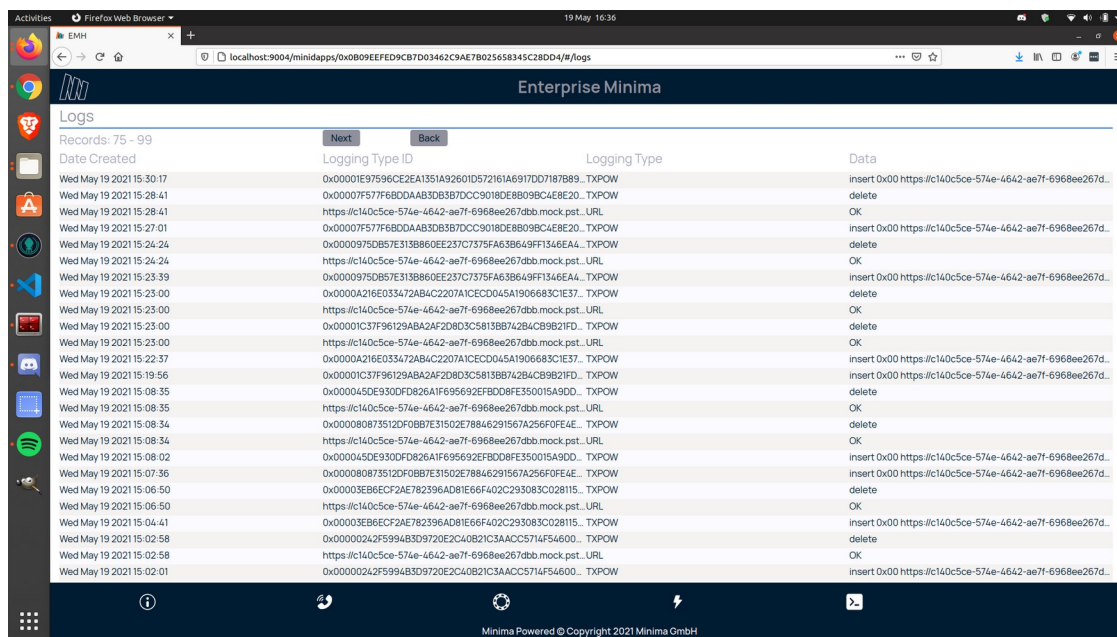 Activities Firefox Web Browser 19 May 16:36
EMH
localhost:9004/minidapps/0x0B09EEFED9CB7D03462C9AE7B025658345C28DD4/#/logs
Enterprise Minima
Logs
Records: 75 - 99 Next Back
Date Created Logging Type ID Logging Type Data
Wed May 19 2021 15:30:17 0x00001E97596CE2EA1351A92601D572161A6917DD7187B89... TXPOW insert 0x00 https://c140c5ce-574e-4642-ae7f-6968ee267d...
Wed May 19 2021 15:28:41 0x00007F577F6BDDAAB3DB3B7DCC9018DE8B09BC4E8E20... TXPOW delete
Wed May 19 2021 15:28:41 https://c140c5ce-574e-4642-ae7f-6968ee267dbb.mock.pst... URL OK
Wed May 19 2021 15:27:01 0x00007F577F6BDDAAB3DB3B7DCC9018DE8B09BC4E8E20... TXPOW insert 0x00 https://c140c5ce-574e-4642-ae7f-6968ee267d...
Wed May 19 2021 15:24:24 0x0000975DB57E313B860EE237C7375FA63B649FF1346EA4... TXPOW delete
Wed May 19 2021 15:24:24 https://c140c5ce-574e-4642-ae7f-6968ee267dbb.mock.pst... URL OK
Wed May 19 2021 15:23:39 0x0000975DB57E313B860EE237C7375FA63B649FF1346EA4... TXPOW insert 0x00 https://c140c5ce-574e-4642-ae7f-6968ee267d...
Wed May 19 2021 15:23:00 0x0000A216E033472AB4C2207A1CECD045A1906683C1E37... TXPOW delete
Wed May 19 2021 15:23:00 https://c140c5ce-574e-4642-ae7f-6968ee267dbb.mock.pst... URL OK
Wed May 19 2021 15:23:00 0x00001C37F96129ABA2AF2D8D3C5813BB742B4CB9B21FD... TXPOW delete
Wed May 19 2021 15:23:00 https://c140c5ce-574e-4642-ae7f-6968ee267dbb.mock.pst... URL OK
Wed May 19 2021 15:22:37 0x0000A216E033472AB4C2207A1CECD045A1906683C1E37... TXPOW insert 0x00 https://c140c5ce-574e-4642-ae7f-6968ee267d...
Wed May 19 2021 15:19:56 0x00001C37F96129ABA2AF2D8D3C5813BB742B4CB9B21FD... TXPOW insert 0x00 https://c140c5ce-574e-4642-ae7f-6968ee267d...
Wed May 19 2021 15:08:35 0x000045DE930DFD826A1F695692EFBDD8FE350015A9DD... TXPOW delete
Wed May 19 2021 15:08:35 https://c140c5ce-574e-4642-ae7f-6968ee267dbb.mock.pst... URL OK
Wed May 19 2021 15:08:34 0x000080873512DF0BB7E31502E78846291567A256F0FE4E... TXPOW delete
Wed May 19 2021 15:08:34 https://c140c5ce-574e-4642-ae7f-6968ee267dbb.mock.pst... URL OK
Wed May 19 2021 15:08:02 0x000045DE930DFD826A1F695692EFBDD8FE350015A9DD... TXPOW insert 0x00 https://c140c5ce-574e-4642-ae7f-6968ee267d...
Wed May 19 2021 15:07:36 0x000080873512DF0BB7E31502E78846291567A256F0FE4E... TXPOW insert 0x00 https://c140c5ce-574e-4642-ae7f-6968ee267d...
Wed May 19 2021 15:06:50 0x00003EB6ECF2AE782396AD81E66F402C293083C028115... TXPOW delete
Wed May 19 2021 15:06:50 https://c140c5ce-574e-4642-ae7f-6968ee267dbb.mock.pst... URL OK
Wed May 19 2021 15:04:41 0x00003EB6ECF2AE782396AD81E66F402C293083C028115... TXPOW insert 0x00 https://c140c5ce-574e-4642-ae7f-6968ee267d...
Wed May 19 2021 15:02:58 0x00000242F5994B3D9720E2C40B21C3AACC5714F54600... TXPOW delete
Wed May 19 2021 15:02:58 https://c140c5ce-574e-4642-ae7f-6968ee267dbb.mock.pst... URL OK
Wed May 19 2021 15:02:01 0x00000242F5994B3D9720E2C40B21C3AACC5714F54600... TXPOW insert 0x00 https://c140c5ce-574e-4642-ae7f-6968ee267d...
Minima Powered © Copyright 2021 Minima GmbH